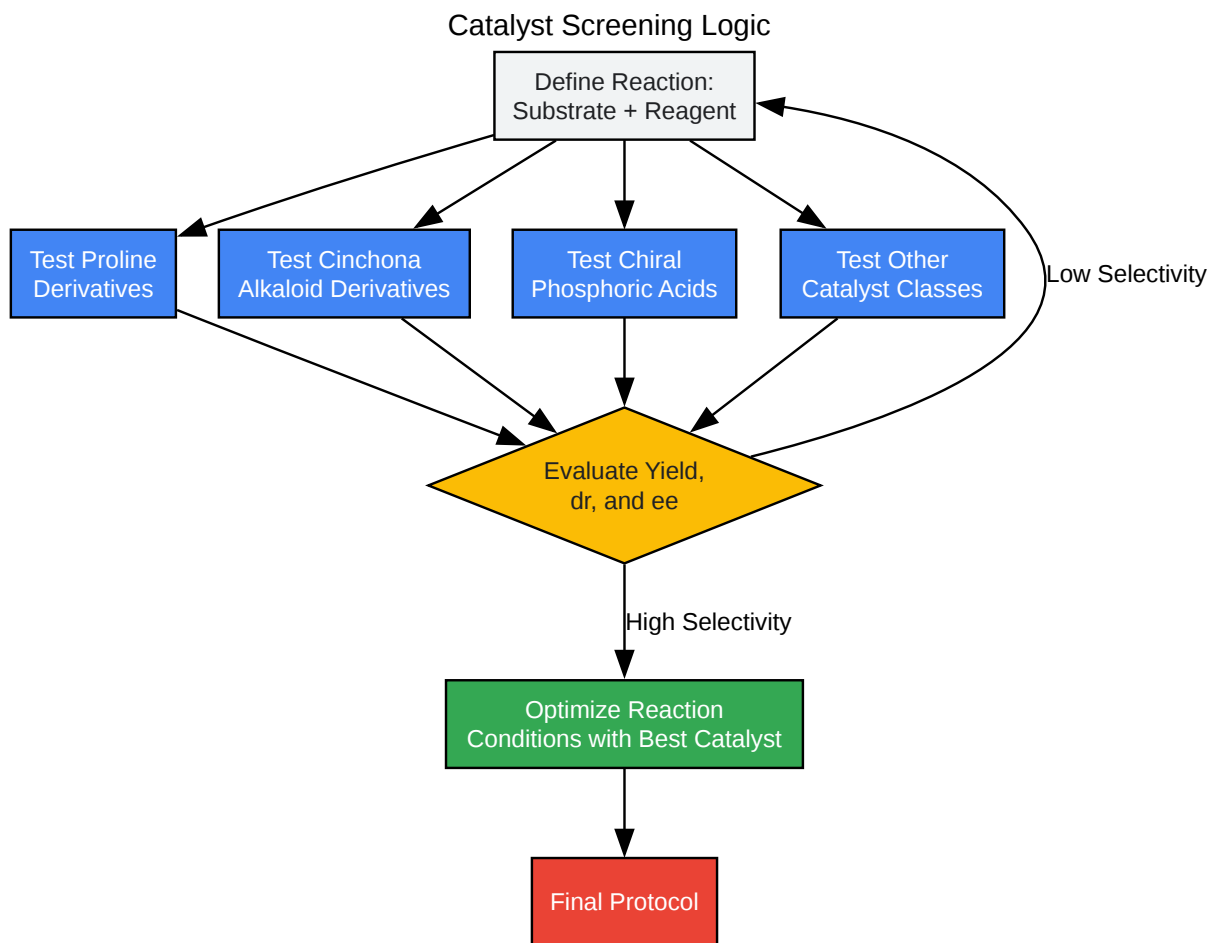 Catalyst Screening Logic
Define Reaction:
Substrate + Reagent
Test Proline
Derivatives
Test Cinchona
Alkaloid Derivatives
Test Chiral
Phosphoric Acids
Test Other
Catalyst Classes
Low Selectivity
Evaluate Yield,
dr, and ee
High Selectivity
Optimize Reaction
Conditions with Best Catalyst
Final Protocol